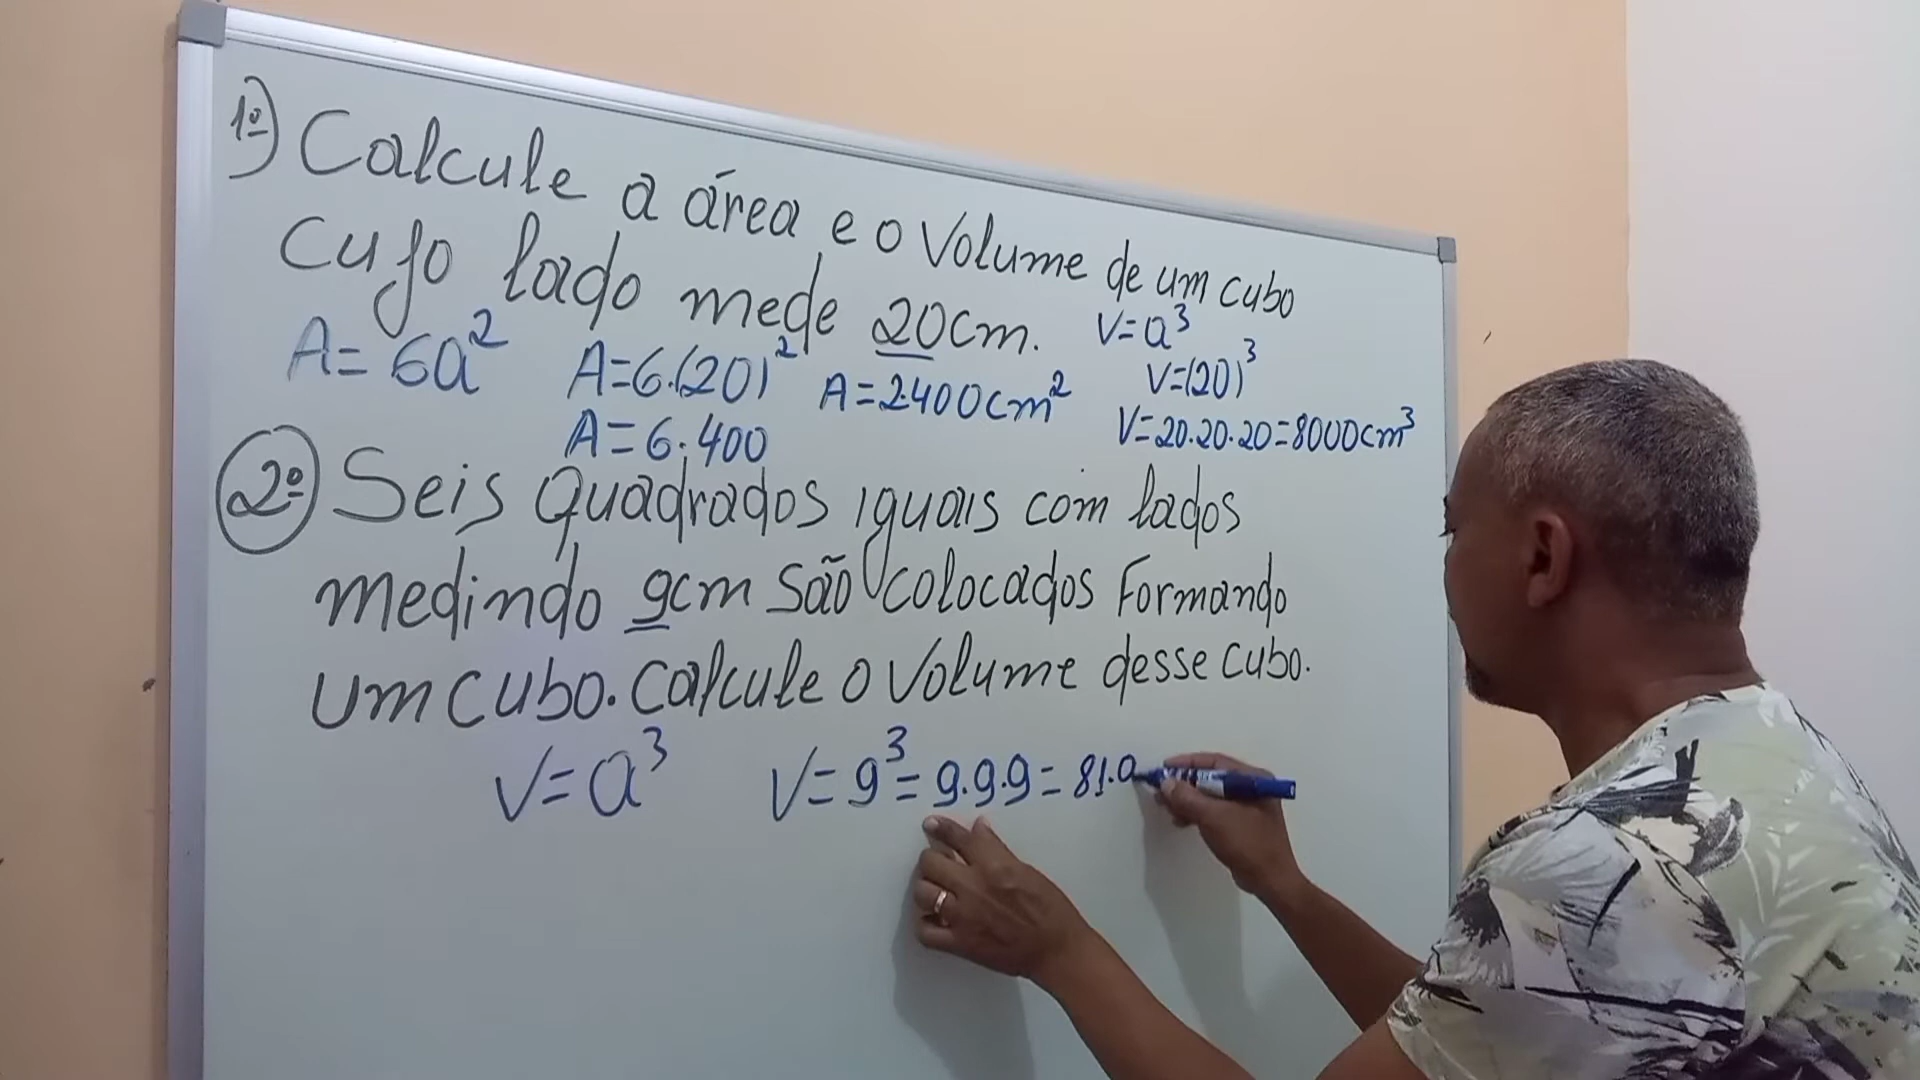 1º) Calcule a área e o Volume de um cubo
cujo lado mede 20cm.
V=a³
A=6a²
A=6.(20)²
A=2.400cm²
V=(20)³
A=6.400
V=20.20.20=8000cm³
2º) Seis Quadrados iguais com lados
medindo 9cm São colocados Formando
um cubo. Calcule o Volume desse cubo.
V=a³
V=9³=9.9.9=81.9